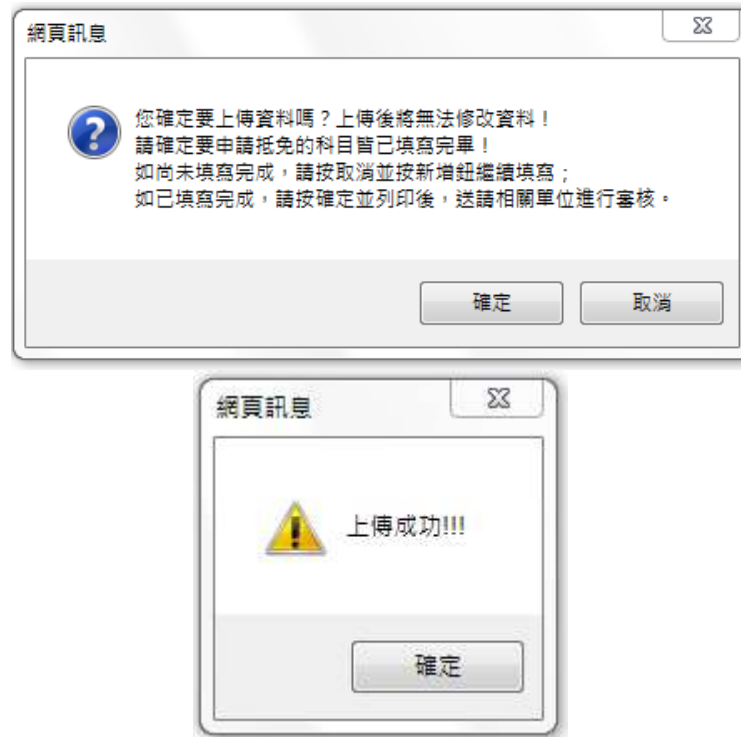 網頁訊息
您確定要上傳資料嗎？上傳後將無法修改資料！
請確定要申請抵免的科目皆已填寫完畢！
如尚未填寫完成，請按取消並按新增鈕繼續填寫；
如已填寫完成，請按確定並列印後，送請相關單位進行審核。
確定 取消
網頁訊息
上傳成功!!!
確定